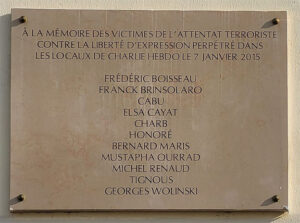 À LA MÉMOIRE DES VICTIMES DE L'ATTENTAT TERRORISTE
CONTRE LA LIBERTÉ D'EXPRESSION PERPÉTRÉ DANS
LES LOCAUX DE CHARLIE HEBDO LE 7 JANVIER 2015
FRÉDÉRIC BOISSEAU
FRANCK BRINSOLARO
CABU
ELSA CAYAT
CHARB
HONORÉ
BERNARD MARIS
MUSTAPHA OURRAD
MICHEL RENAUD
TIGNOUS
GEORGES WOLINSKI